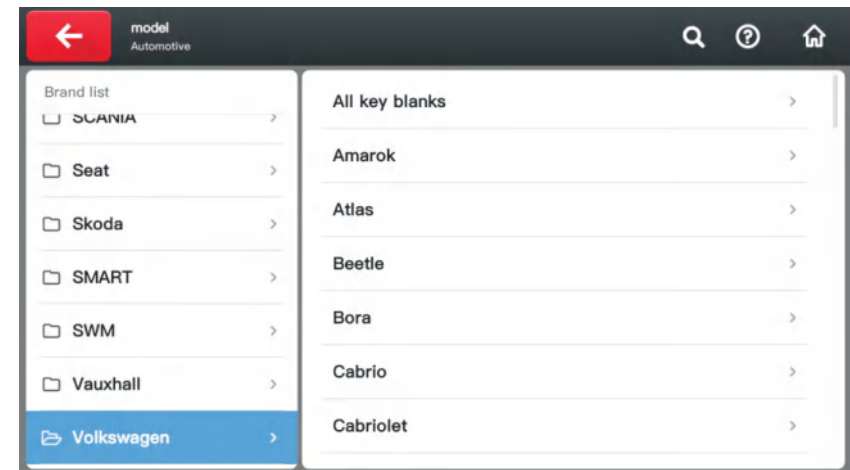 model
Automotive
Brand list
SCANIA
Seat
Skoda
SMART
SWM
Vauxhall
Volkswagen
All key blanks
Amarok
Atlas
Beetle
Bora
Cabrio
Cabriolet